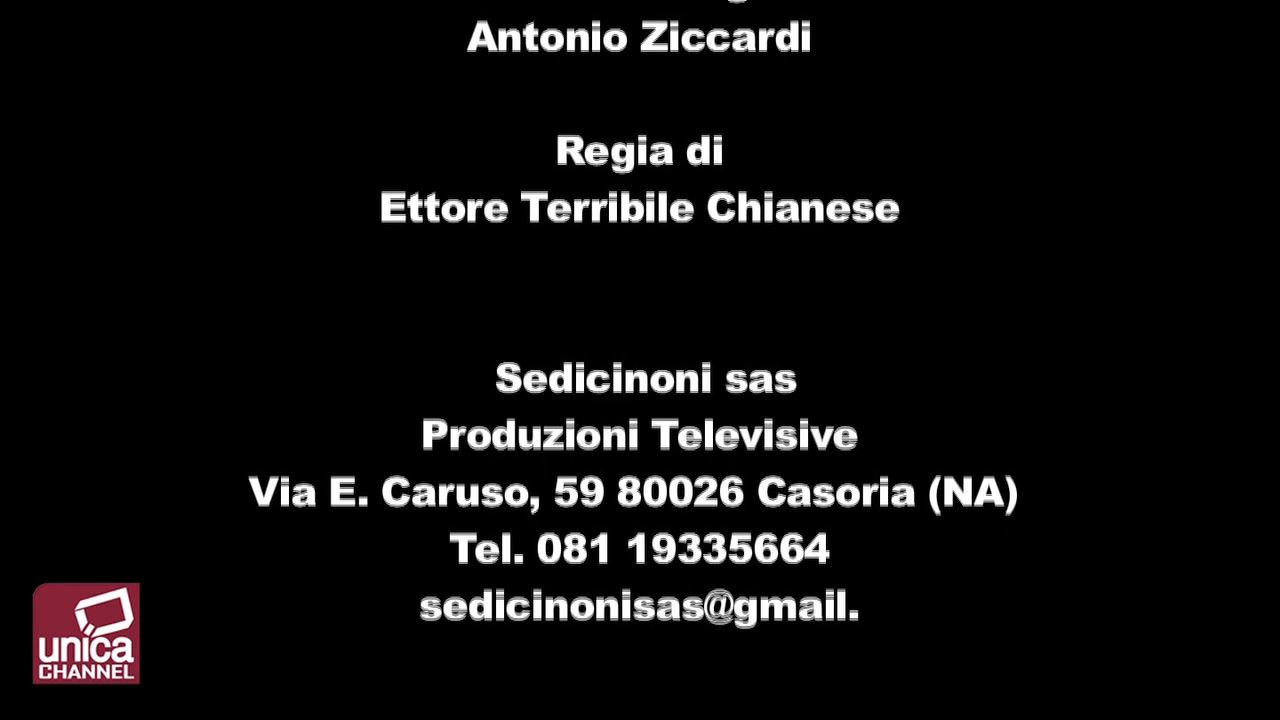 Antonio Ziccardi
Regia di
Ettore Terribile Chianese
Sedicinoni sas
Produzioni Televisive
Via E. Caruso, 59 80026 Casoria (NA)
Tel. 081 19335664
sedicinonisas@gmail.
unica
CHANNEL